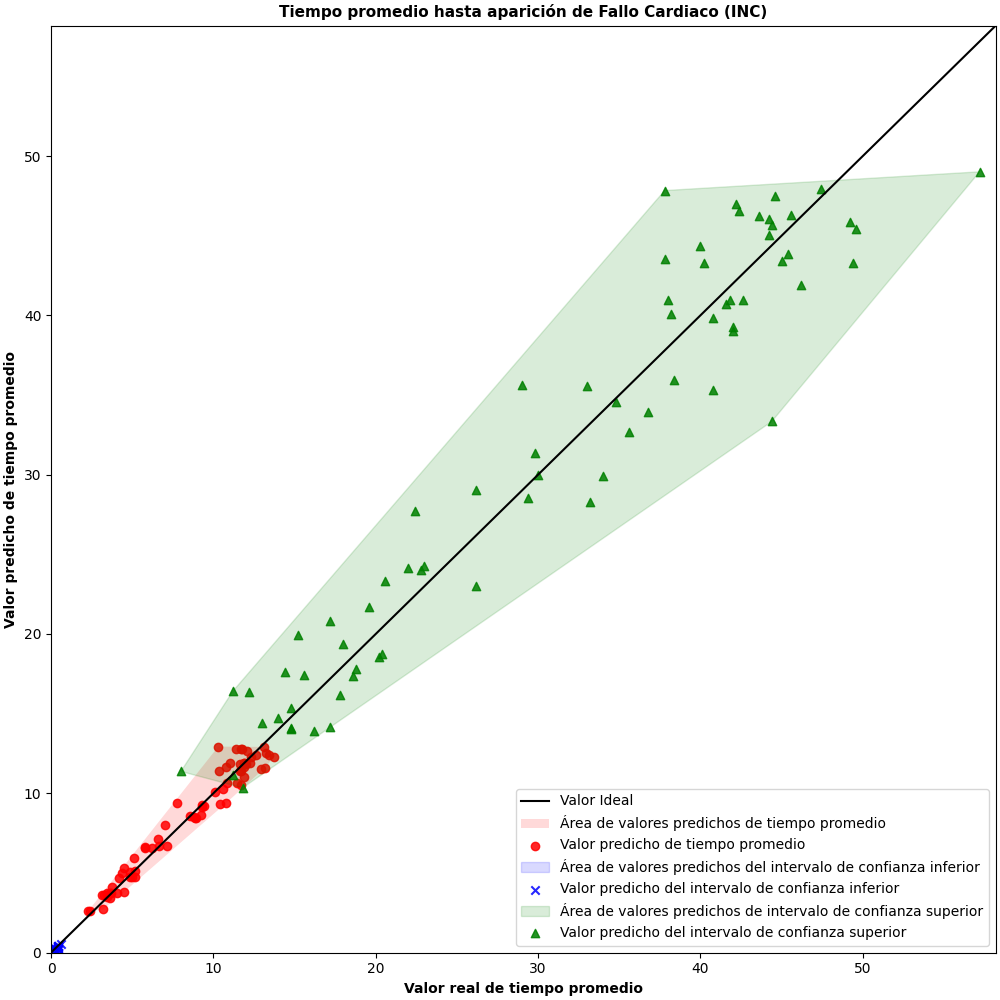 Tiempo promedio hasta aparición de Fallo Cardiaco (INC)
Valor predicho de tiempo promedio
50
40
30
20
10
0
0 10 20 30 40 50
Valor real de tiempo promedio
Valor Ideal
Área de valores predichos de tiempo promedio
Valor predicho de tiempo promedio
Área de valores predichos del intervalo de confianza inferior
Valor predicho del intervalo de confianza inferior
Área de valores predichos de intervalo de confianza superior
Valor predicho del intervalo de confianza superior